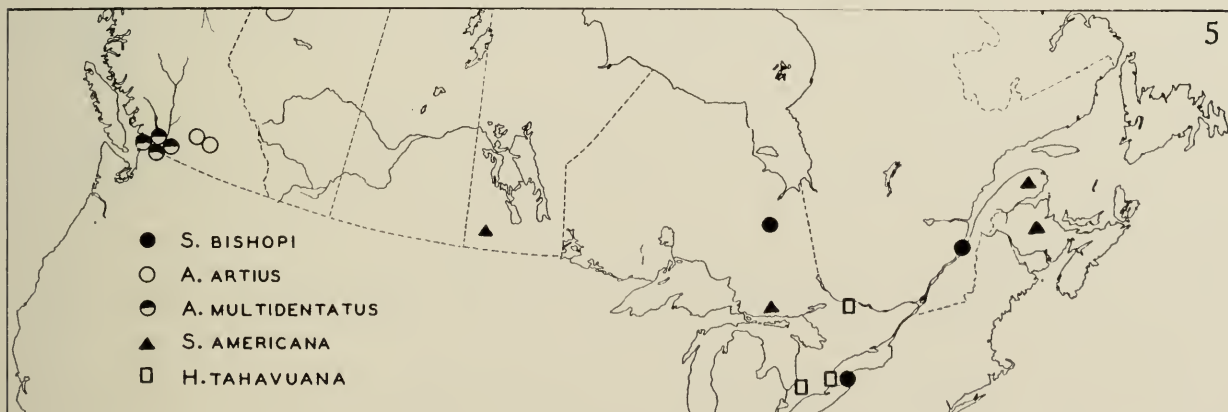 5
S. BISHOPI
A. ARTIUS
A. MULTIDENTATUS
S. AMERICANA
H. TAHAVUANA